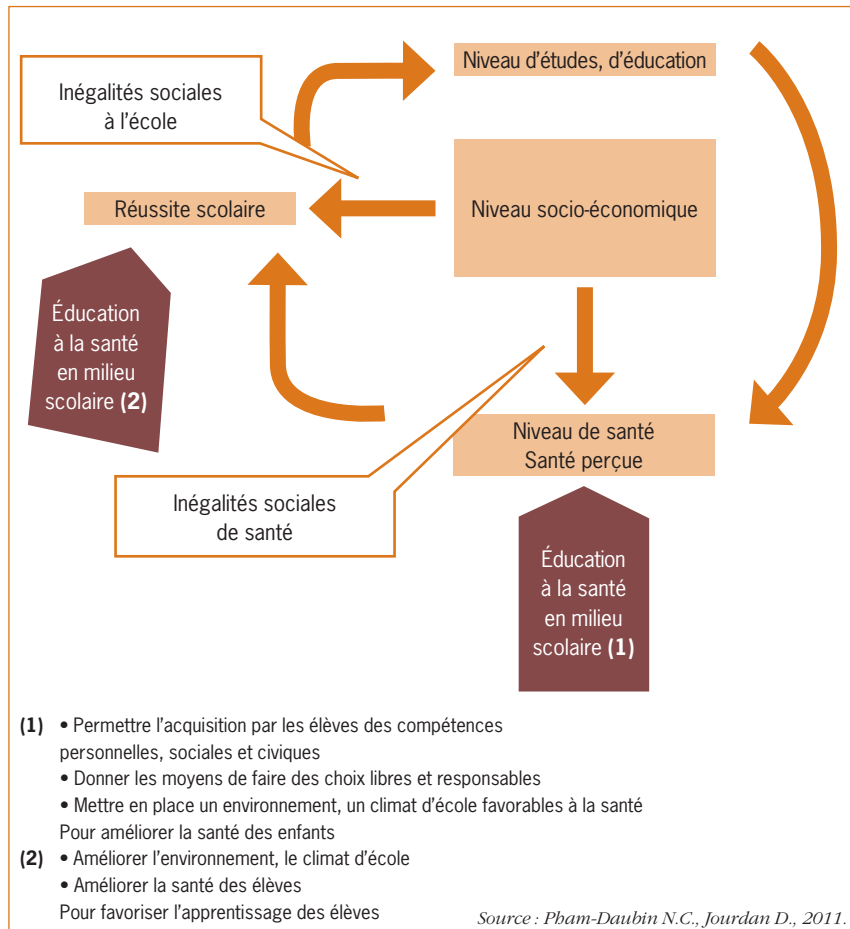 Niveau d'études, d'éducation
Inégalités sociales
à l'école
Réussite scolaire
Niveau socio-économique
Éducation
à la santé
en milieu
scolaire (2)
Niveau de santé
Santé perçue
Inégalités sociales
de santé
Éducation
à la santé
en milieu
scolaire (1)
(1) • Permettre l'acquisition par les élèves des compétences
personnelles, sociales et civiques
• Donner les moyens de faire des choix libres et responsables
• Mettre en place un environnement, un climat d'école favorables à la santé
Pour améliorer la santé des enfants
(2) • Améliorer l'environnement, le climat d'école
• Améliorer la santé des élèves
Pour favoriser l'apprentissage des élèves
Source : Pham-Daubin N.C., Jourdan D., 2011.